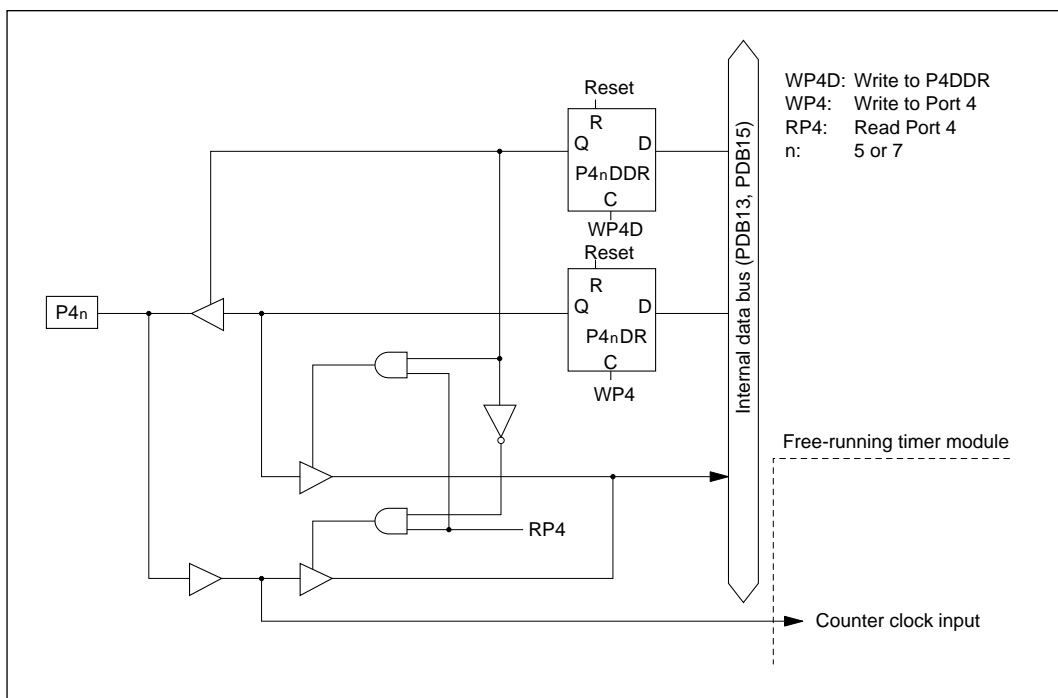 WP4D: Write to P4DDR
WP4: Write to Port 4
RP4: Read Port 4
n: 5 or 7
Reset
R
Q D
P4nDDR
C
WP4D
Reset
R
Q D
P4nDR
C
WP4
P4n
Internal data bus (PDB13, PDB15)
RP4
Free-running timer module
Counter clock input